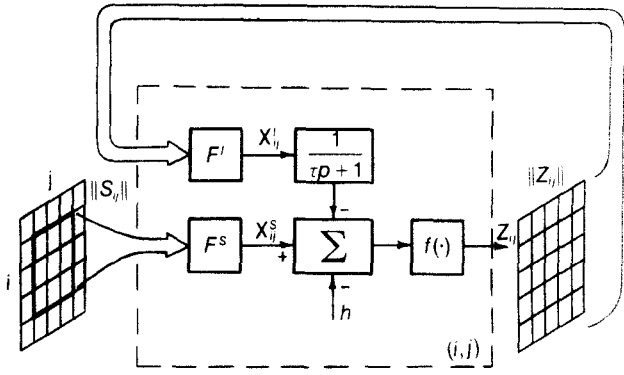 j
‖S_ij‖
i
F^l
X^l_ij
1
τp + 1
−
F^s
X^s_ij
+
Σ
−
h
f(·)
Z_ij
‖Z_ij‖
(i, j)